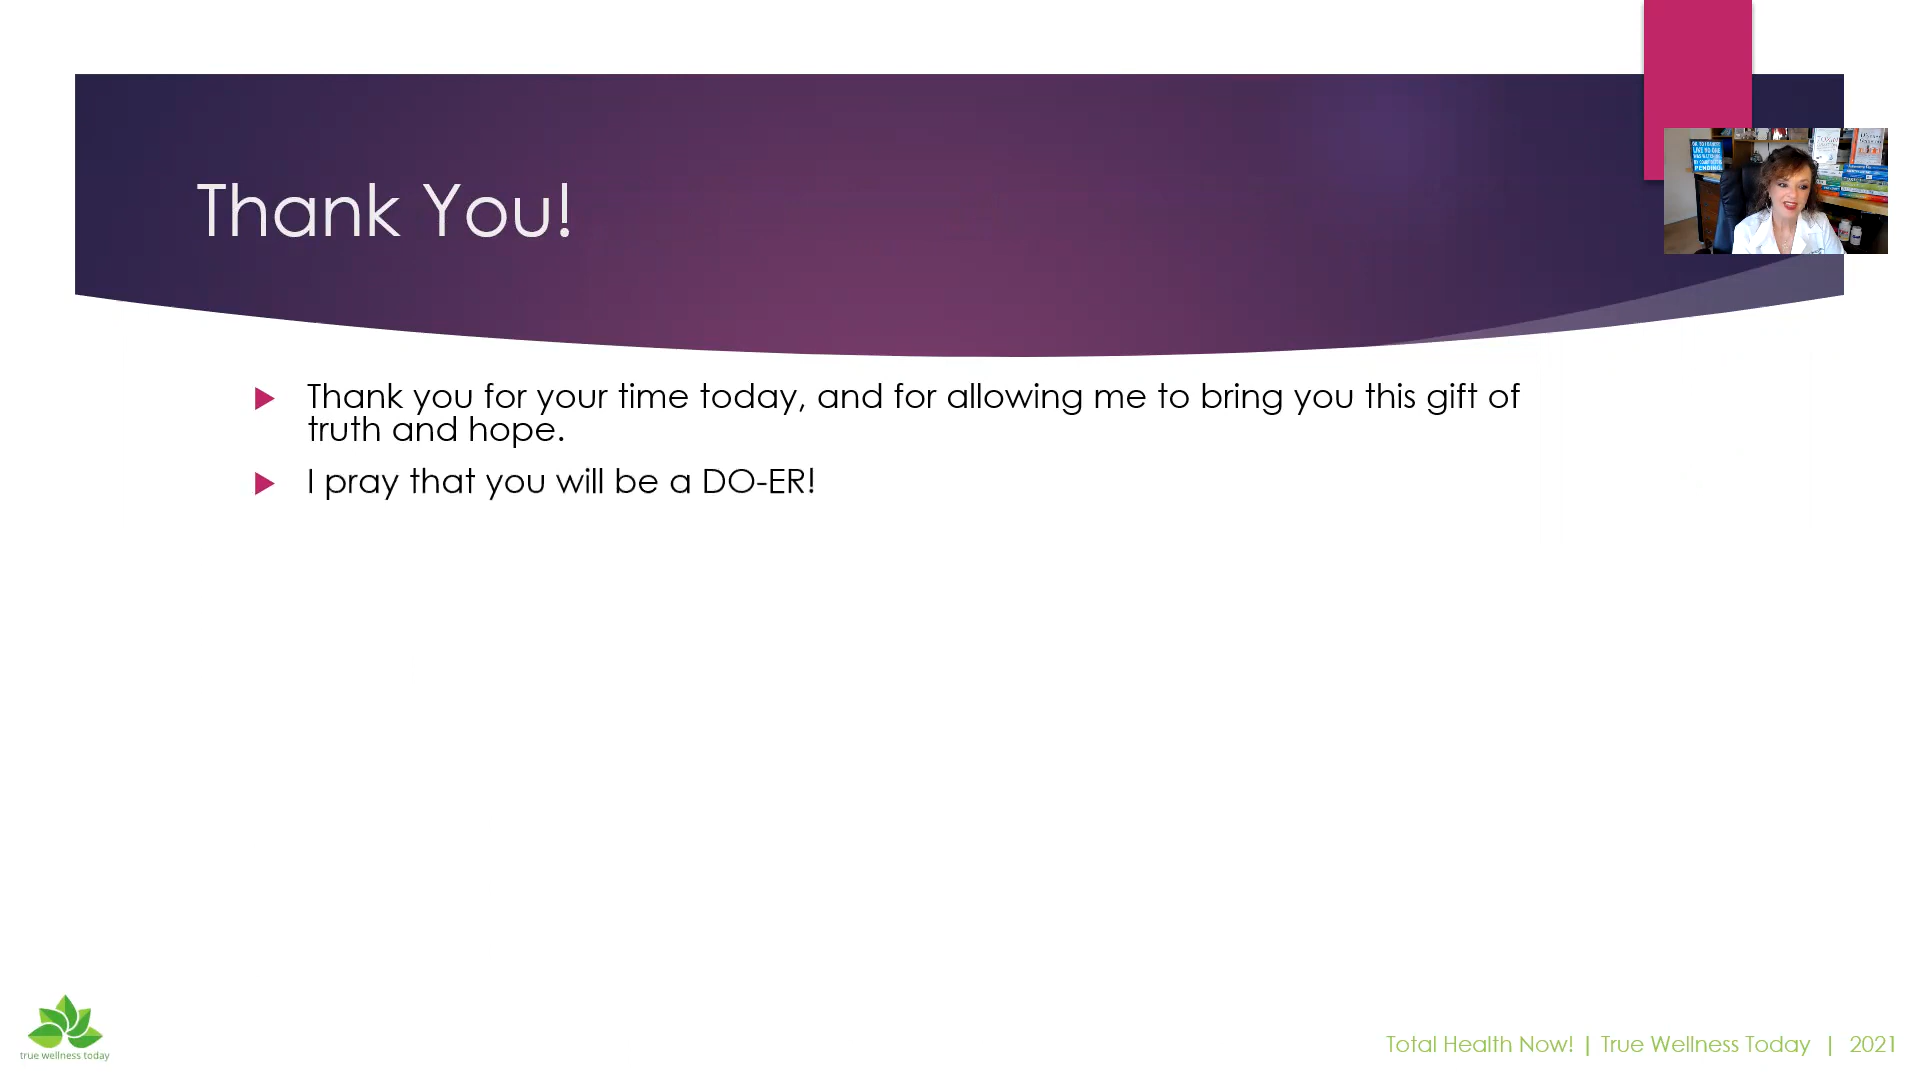 Thank You!
Thank you for your time today, and for allowing me to bring you this gift of
truth and hope.
I pray that you will be a DO-ER!
true wellness today
Total Health Now! | True Wellness Today | 2021